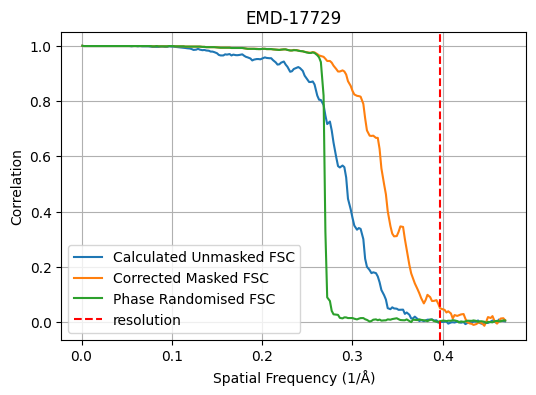 EMD-17729
1.0
0.8
0.6
0.4
0.2
0.0
Correlation
Calculated Unmasked FSC
Corrected Masked FSC
Phase Randomised FSC
resolution
0.0
0.1
0.2
0.3
0.4
Spatial Frequency (1/Å)